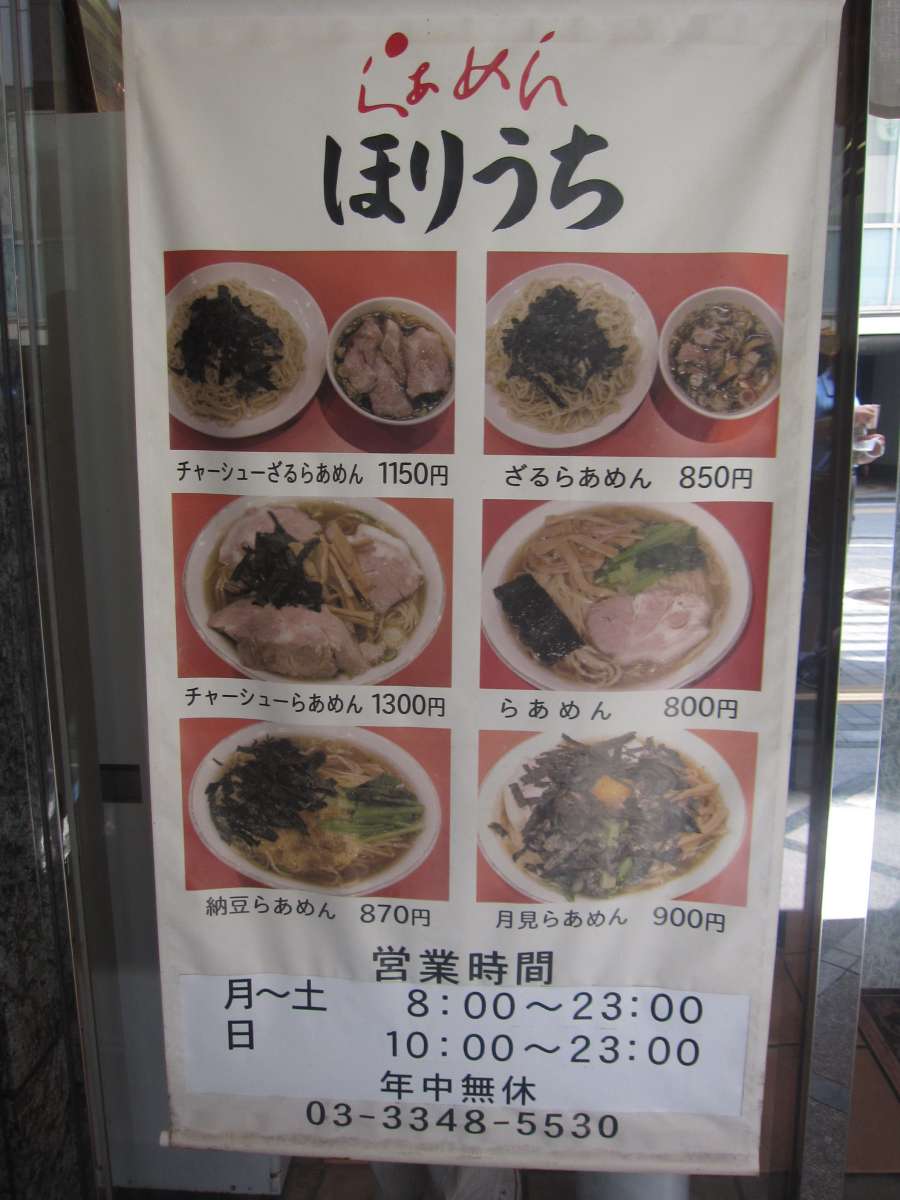 らぁめん
ほりうち
チャーシューざるらあめん 1150円
ざるらあめん 850円
チャーシューらあめん 1300円
らあめん 800円
納豆らあめん 870円
月見らあめん 900円
営業時間
月～土 8:00～23:00
日 10:00～23:00
年中無休
03-3348-5530